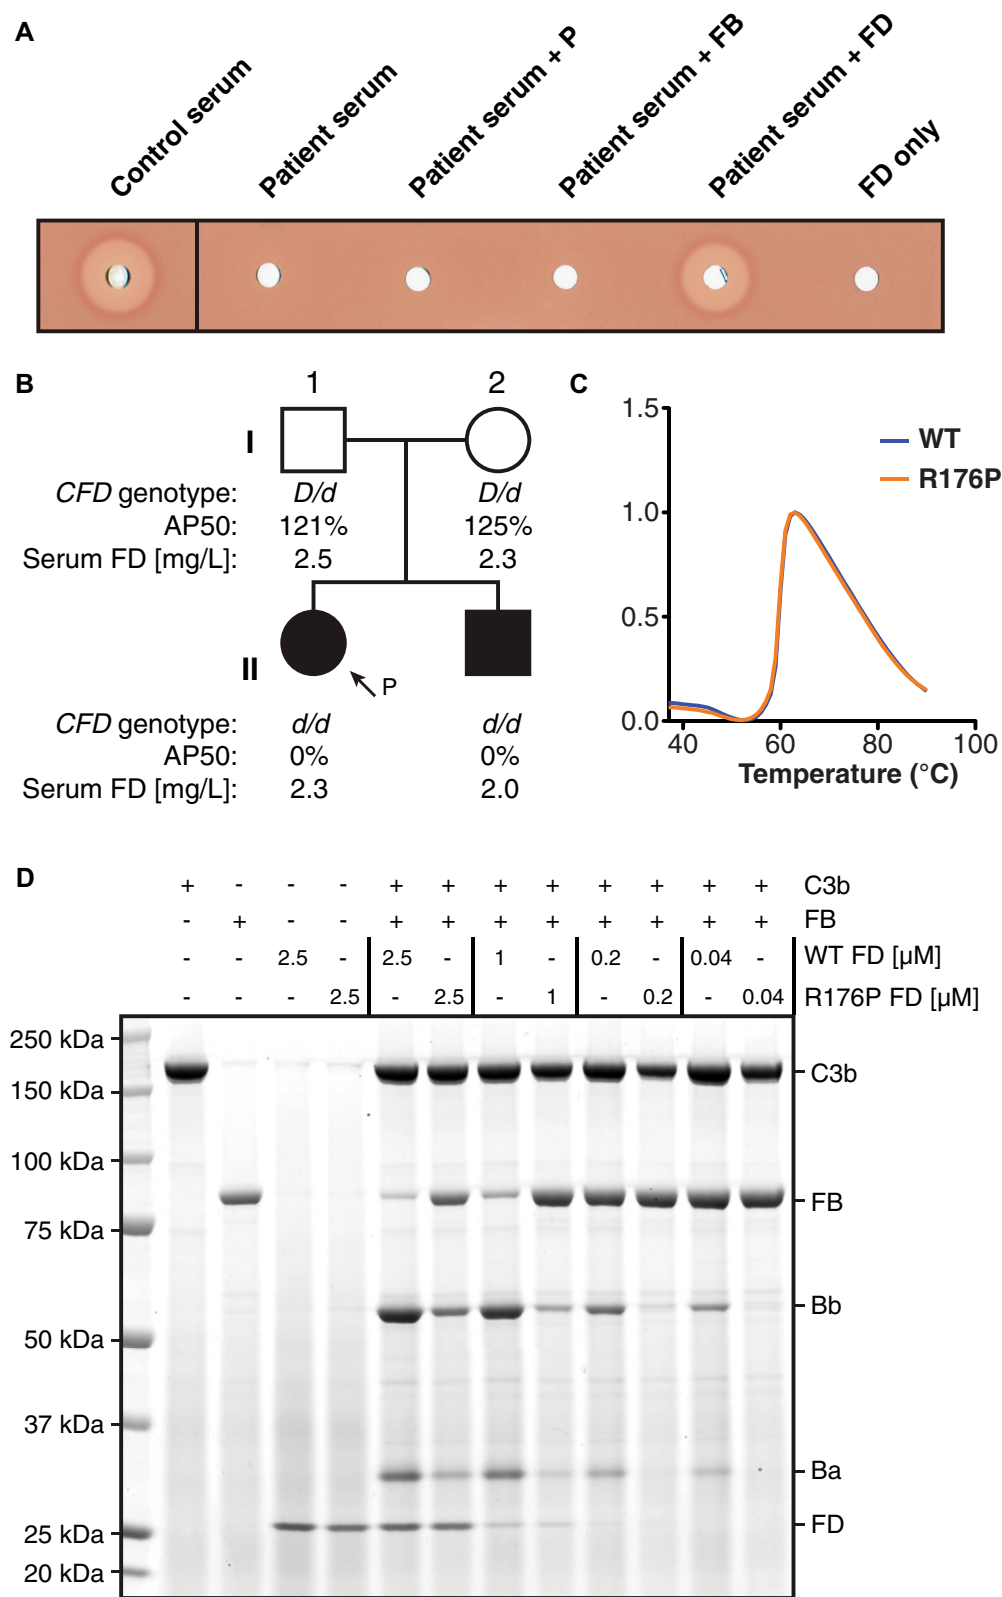 A
Control serum
Patient serum
Patient serum + P
Patient serum + FB
Patient serum + FD
FD only
B
1 2
I
CFD genotype: D/d D/d
AP50: 121% 125%
Serum FD [mg/L]: 2.5 2.3
II
P
CFD genotype: d/d d/d
AP50: 0% 0%
Serum FD [mg/L]: 2.3 2.0
C
1.5
1.0
0.5
0.0
40 60 80 100
Temperature (°C)
WT
R176P
D
+ - - - + + + + + + + + C3b
- + - - + + + + + + + + FB
- - 2.5 - 2.5 - 1 - 0.2 - 0.04 - WT FD [µM]
- - - 2.5 - 2.5 - 1 - 0.2 - 0.04 R176P FD [µM]
250 kDa
150 kDa
100 kDa
75 kDa
50 kDa
37 kDa
25 kDa
20 kDa
C3b
FB
Bb
Ba
FD